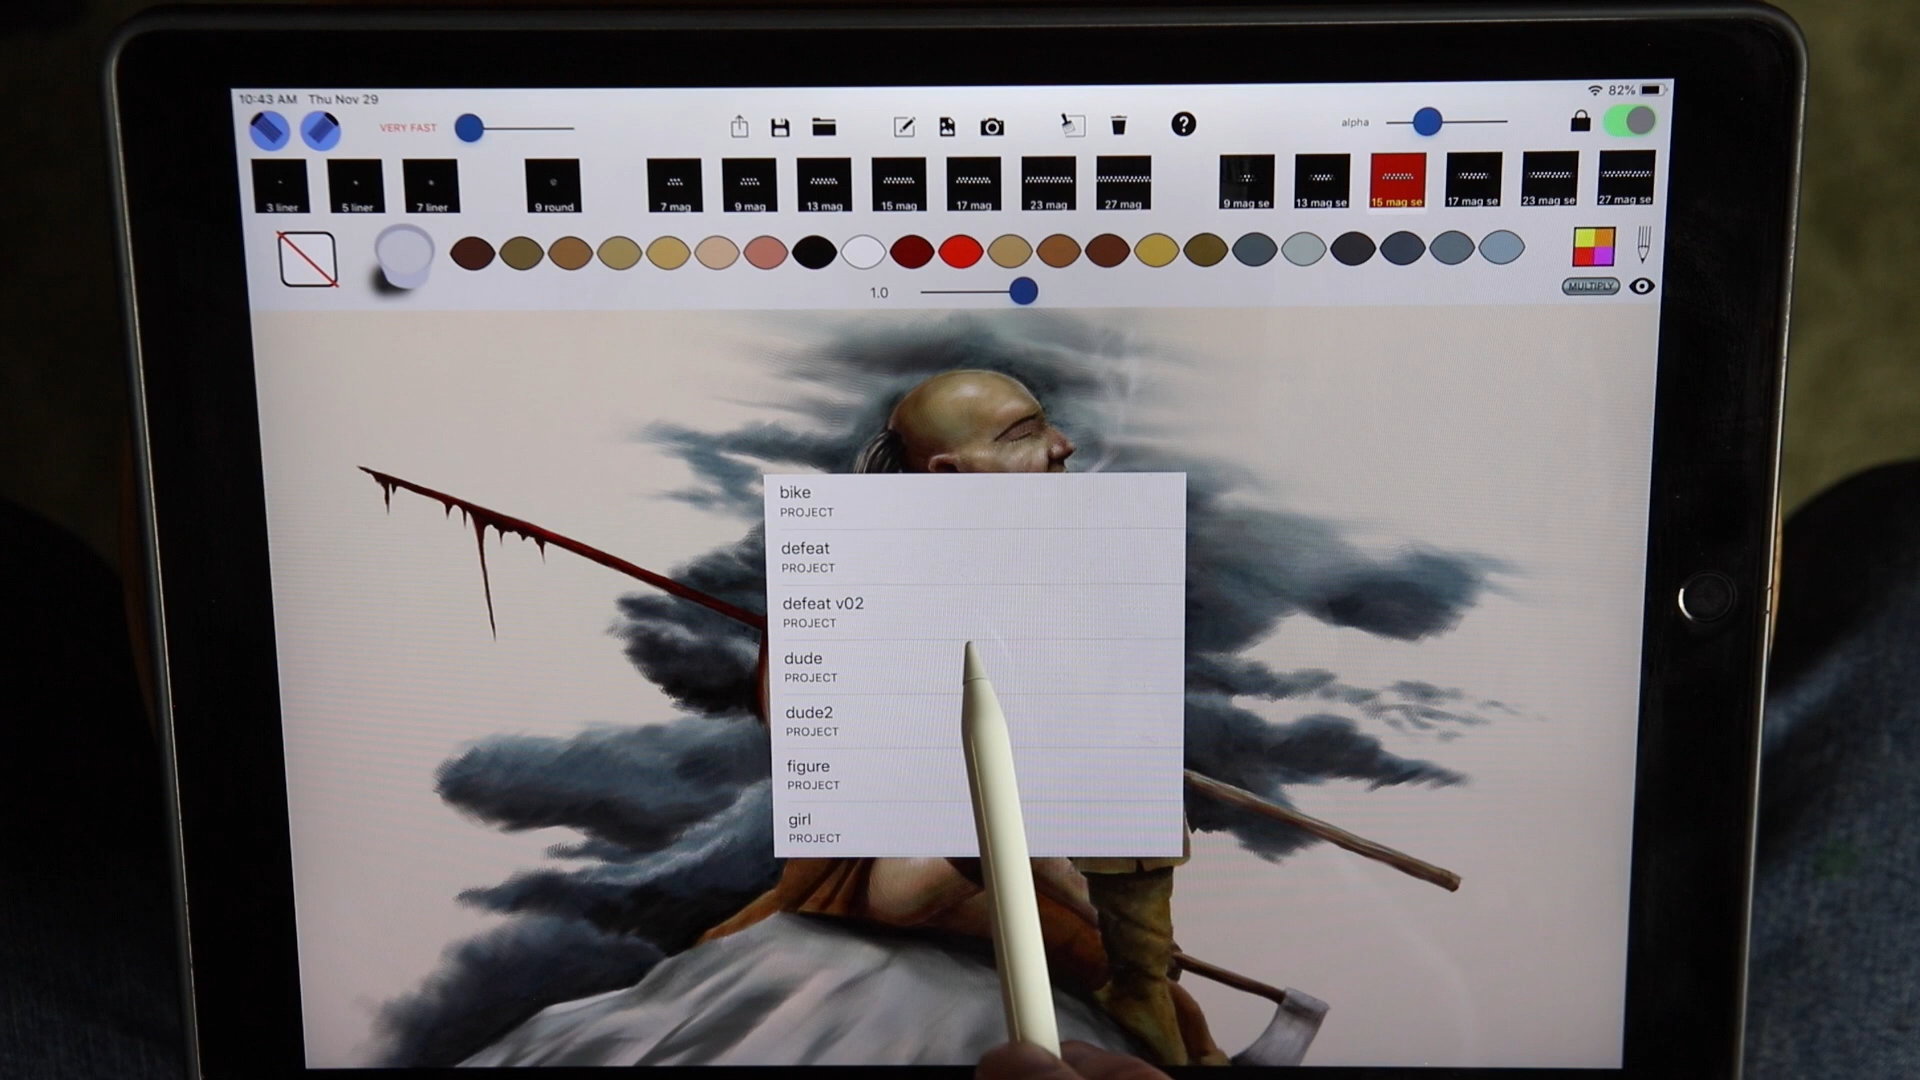 10:43 AM Thu Nov 29
82%
VERY FAST
alpha
3 liner
5 liner
7 liner
9 round
7 mag
9 mag
13 mag
15 mag
17 mag
23 mag
27 mag
9 mag se
13 mag se
15 mag se
17 mag se
23 mag se
27 mag se
1.0
MULTIPLY
bike
PROJECT
defeat
PROJECT
defeat v02
PROJECT
dude
PROJECT
dude2
PROJECT
figure
PROJECT
girl
PROJECT